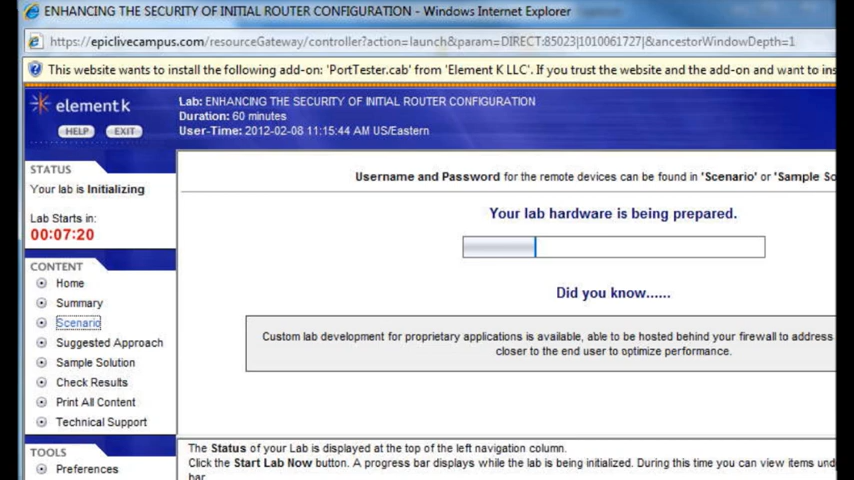 ENHANCING THE SECURITY OF INITIAL ROUTER CONFIGURATION - Windows Internet Explorer
https://epiclivecampus.com/resourceGateway/controller?action=launch&param=DIRECT:85023|1010061727|&ancestorWindowDepth=1
This website wants to install the following add-on: 'PortTester.cab' from 'Element K LLC'. If you trust the website and the add-on and want to ins
element k
HELP EXIT
Lab: ENHANCING THE SECURITY OF INITIAL ROUTER CONFIGURATION
Duration: 60 minutes
User-Time: 2012-02-08 11:15:44 AM US/Eastern
STATUS
Your lab is Initializing
Lab Starts in:
00:07:20
CONTENT
Home
Summary
Scenario
Suggested Approach
Sample Solution
Check Results
Print All Content
Technical Support
TOOLS
Preferences
Username and Password for the remote devices can be found in 'Scenario' or 'Sample So
Your lab hardware is being prepared.
Did you know......
Custom lab development for proprietary applications is available, able to be hosted behind your firewall to address
closer to the end user to optimize performance.
The Status of your Lab is displayed at the top of the left navigation column.
Click the Start Lab Now button. A progress bar displays while the lab is being initialized. During this time you can view items und
bar.